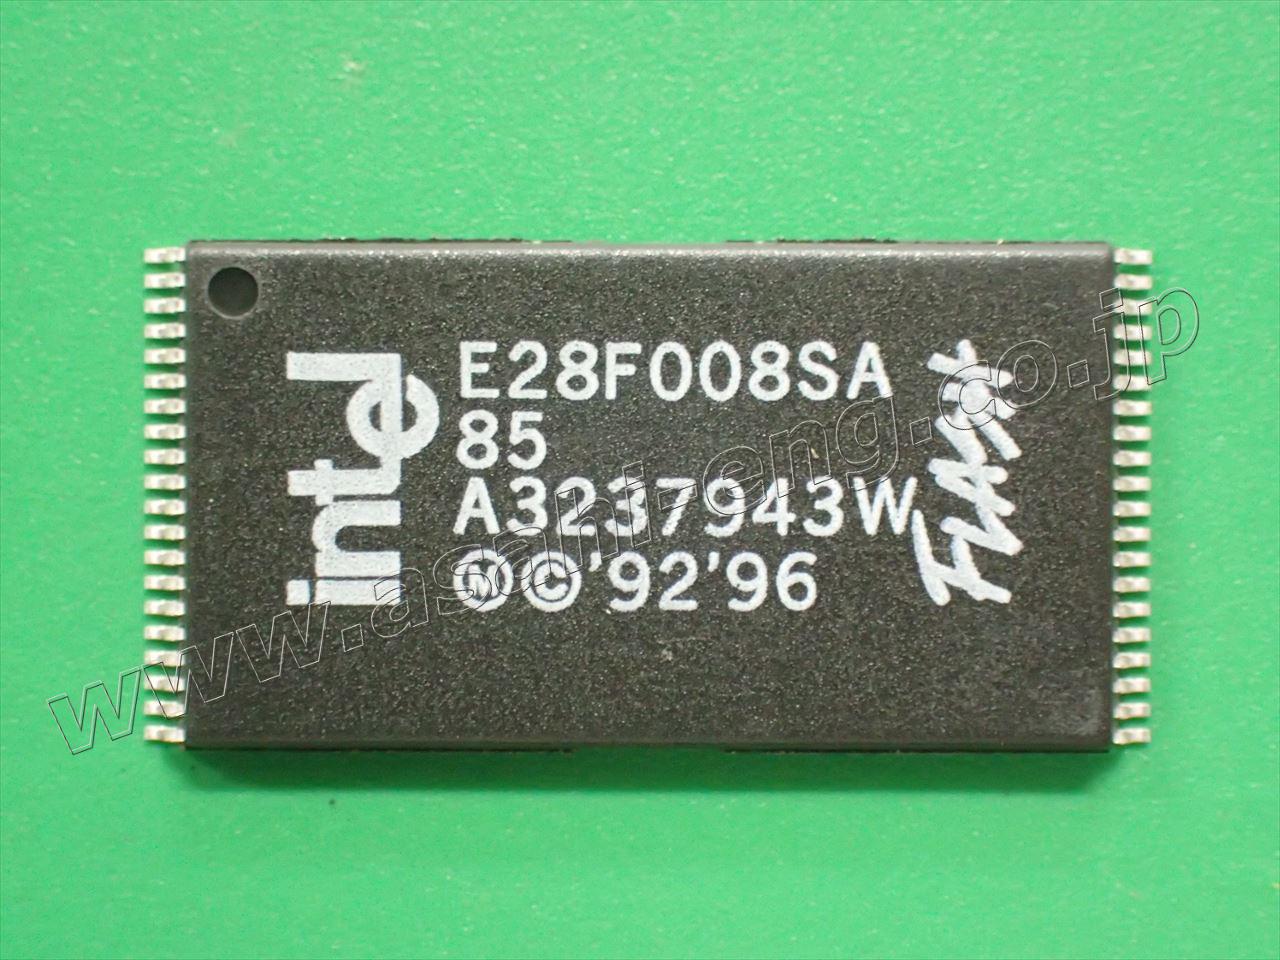 intel
E28F008SA
85
A3237943W
Ⓜ©'92'96
FLASH
www.asahi-eng.co.jp